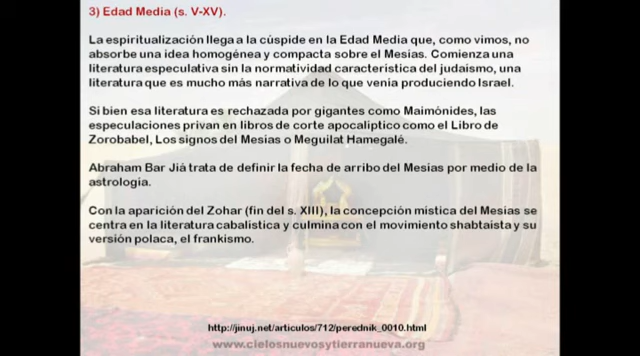 3) Edad Media (s. V-XV).
La espiritualización llega a la cúspide en la Edad Media que, como vimos, no
absorbe una idea homogénea y compacta sobre el Mesías. Comienza una
literatura especulativa sin la normatividad característica del judaísmo, una
literatura que es mucho más narrativa de lo que venía produciendo Israel.
Si bien esa literatura es rechazada por gigantes como Maimónides, las
especulaciones privan en libros de corte apocalíptico como el Libro de
Zorobabel, Los signos del Mesías o Meguilat Hamegalé.
Abraham Bar Jiá trata de definir la fecha de arribo del Mesías por medio de la
astrología.
Con la aparición del Zohar (fin del s. XIII), la concepción mística del Mesías se
centra en la literatura cabalística y culmina con el movimiento shabtaísta y su
versión polaca, el frankismo.
http://jinuj.net/articulos/712/perednik_0010.html
www.cielosnuevosytierranueva.org